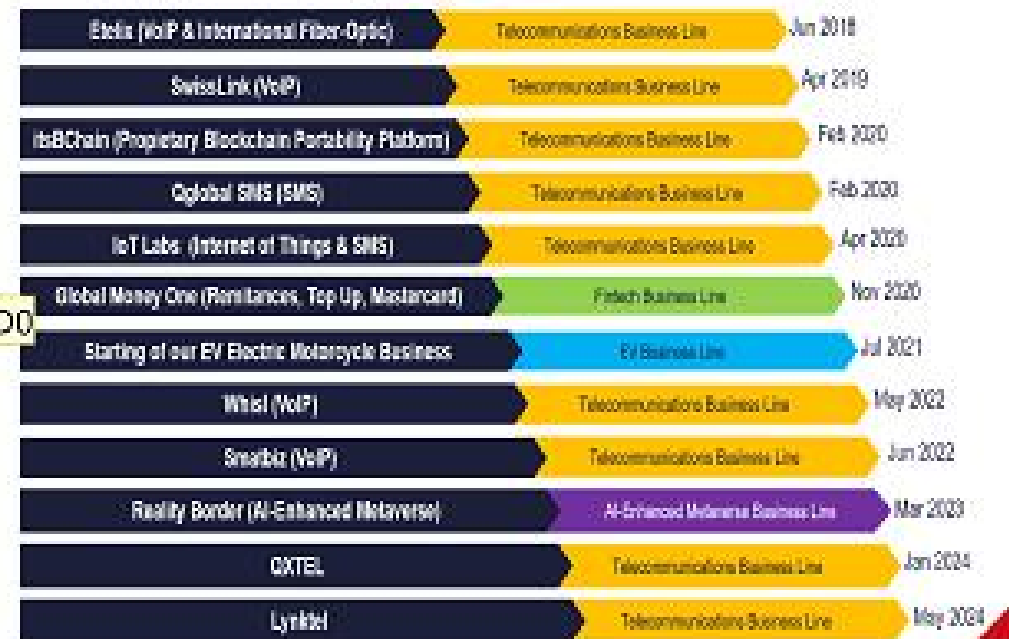 Etelix (VoIP & International Fiber-Optic) Telecommunications Business Line Jun 2018
SwissLink (VoIP) Telecommunications Business Line Apr 2019
itsBChain (Propietary Blockchain Portability Platform) Telecommunications Business Line Feb 2020
QGlobal SMS (SMS) Telecommunications Business Line Feb 2020
IoT Labs (Internet of Things & SMS) Telecommunications Business Line Apr 2020
Global Money One (Remitances, Top Up, Mastercard) Fintech Business Line Nov 2020
Starting of our EV Electric Motorcycle Business EV Business Line Jul 2021
Whisl (VoIP) Telecommunications Business Line May 2022
Smatbiz (VoIP) Telecommunications Business Line Jun 2022
Reality Border (AI-Enhanced Metaverse) AI-Enhanced Metaverse Business Line Mar 2023
QXTEL Telecommunications Business Line Jan 2024
Lynktel Telecommunications Business Line May 2024